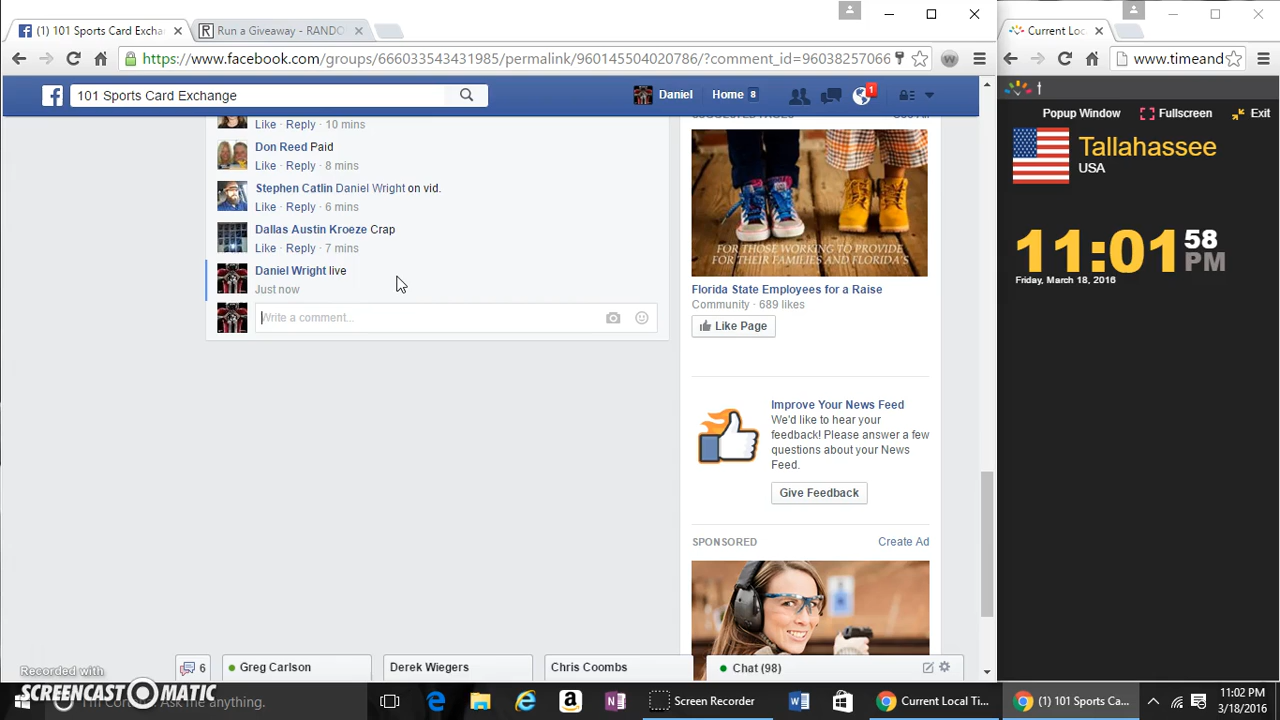 (1) 101 Sports Card Excha
Run a Giveaway - RANDO
Current Loc
https://www.facebook.com/groups/666033543431985/permalink/960145504020786/?comment_id=96038257066
www.timeand
101 Sports Card Exchange
Daniel
Home 8
1
Popup Window
Fullscreen
Exit
Tallahassee
USA
11:01 58 PM
Friday, March 18, 2016
Like · Reply · 10 mins
Don Reed Paid
Like · Reply · 8 mins
Stephen Catlin Daniel Wright on vid.
Like · Reply · 6 mins
Dallas Austin Kroeze Crap
Like · Reply · 7 mins
Daniel Wright live
Just now
Write a comment...
FOR THOSE WORKING TO PROVIDE
FOR THEIR FAMILIES AND FLORIDA'S
Florida State Employees for a Raise
Community · 689 likes
Like Page
Improve Your News Feed
We'd like to hear your
feedback! Please answer a few
questions about your News
Feed.
Give Feedback
SPONSORED
Create Ad
6
Greg Carlson
Derek Wiegers
Chris Coombs
Chat (98)
Recorded with
SCREENCAST MATIC
I'm Cortana. Ask me anything.
Screen Recorder
Current Local Ti...
(1) 101 Sports Ca...
11:02 PM
3/18/2016